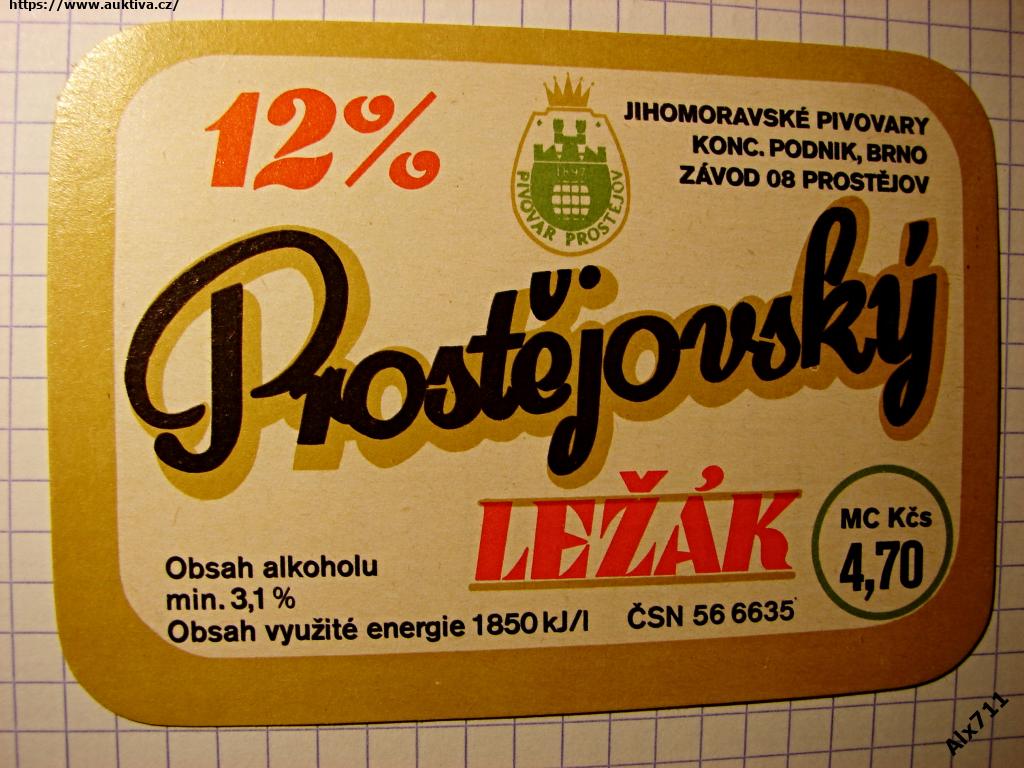 https://www.auktiva.cz/
12%
1897
PIVOVAR PROSTĚJOV
JIHOMORAVSKÉ PIVOVARY
KONC. PODNIK, BRNO
ZÁVOD 08 PROSTĚJOV
Prostějovský
LEŽÁK
MC Kčs
4,70
Obsah alkoholu
min. 3,1 %
Obsah využité energie 1850 kJ/l
ČSN 56 6635
Alx711